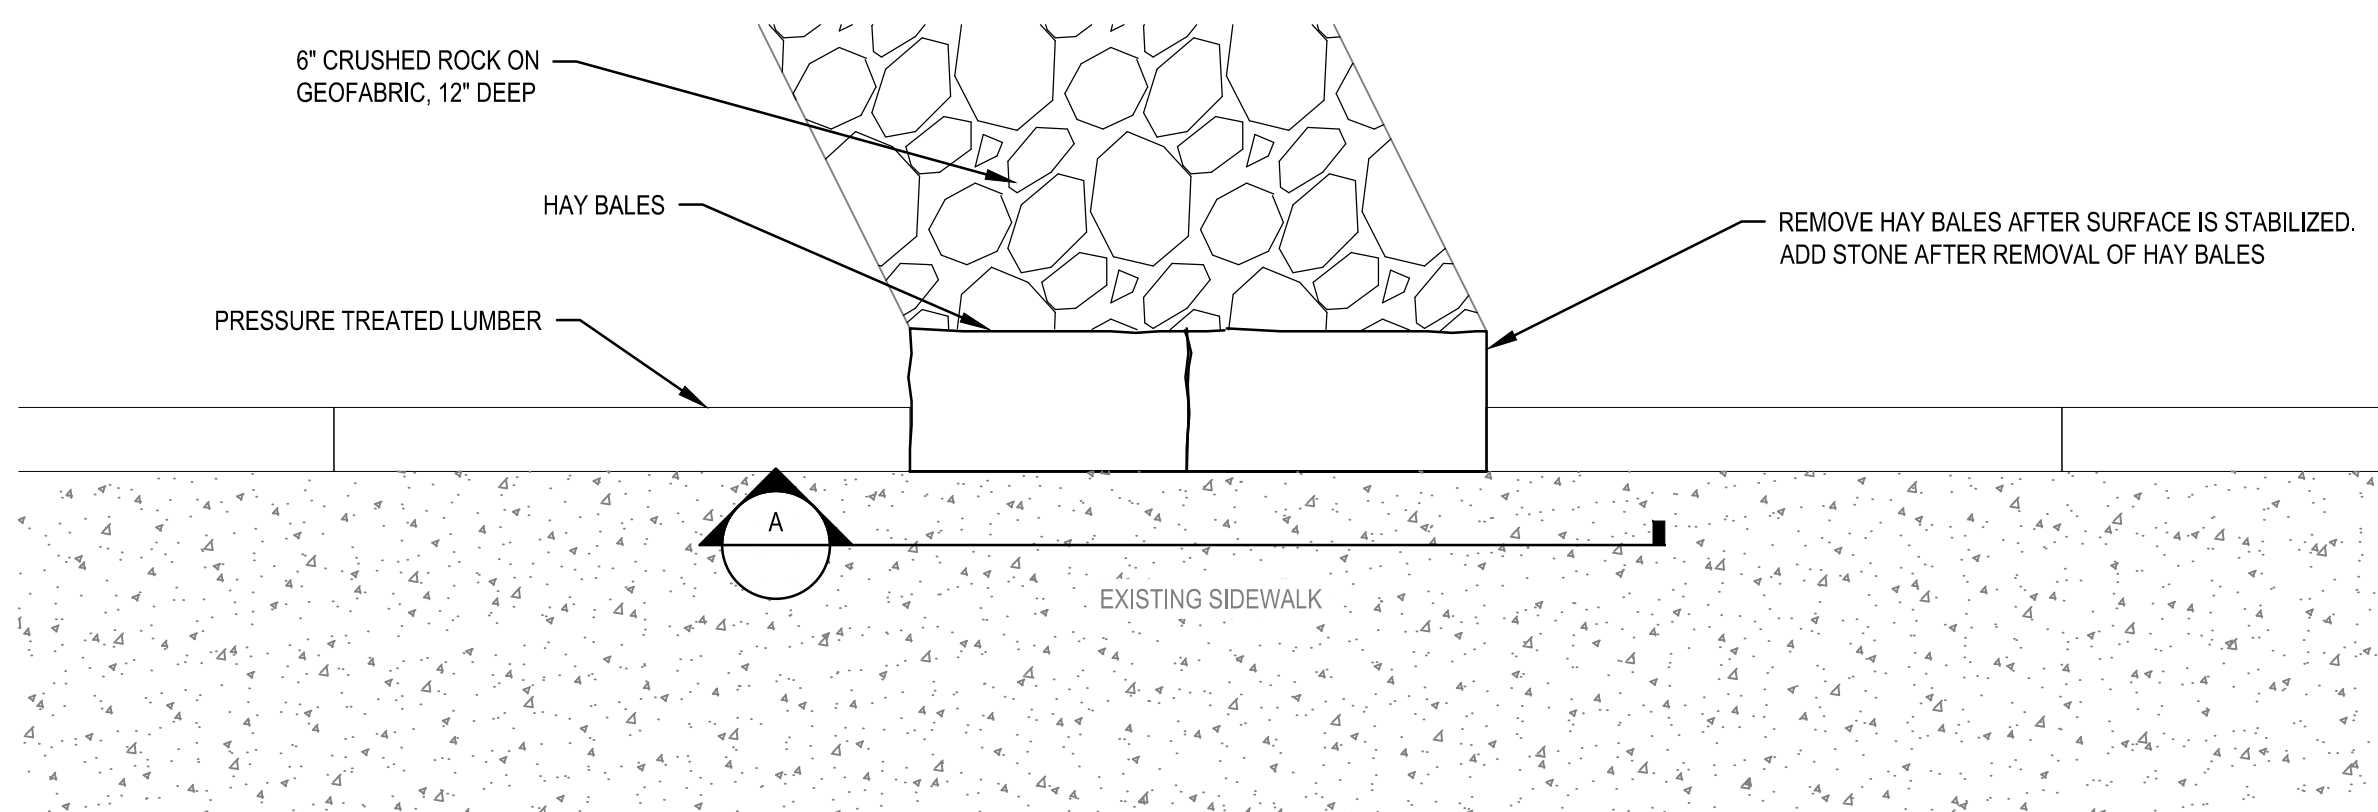 6" CRUSHED ROCK ON
GEOFABRIC, 12" DEEP
HAY BALES
REMOVE HAY BALES AFTER SURFACE IS STABILIZED.
ADD STONE AFTER REMOVAL OF HAY BALES
PRESSURE TREATED LUMBER
A
EXISTING SIDEWALK